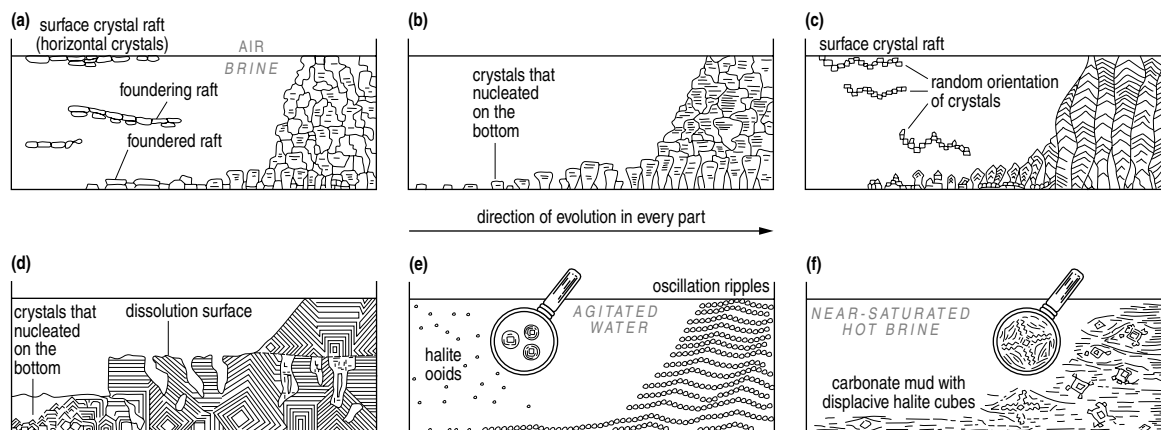 (a)
surface crystal raft
(horizontal crystals)
AIR
BRINE
foundering raft
foundered raft
(b)
crystals that
nucleated
on the
bottom
(c)
surface crystal raft
random orientation
of crystals
direction of evolution in every part
(d)
crystals that
nucleated
on the
bottom
dissolution surface
(e)
oscillation ripples
AGITATED
WATER
halite
ooids
(f)
NEAR-SATURATED
HOT BRINE
carbonate mud with
displacive halite cubes